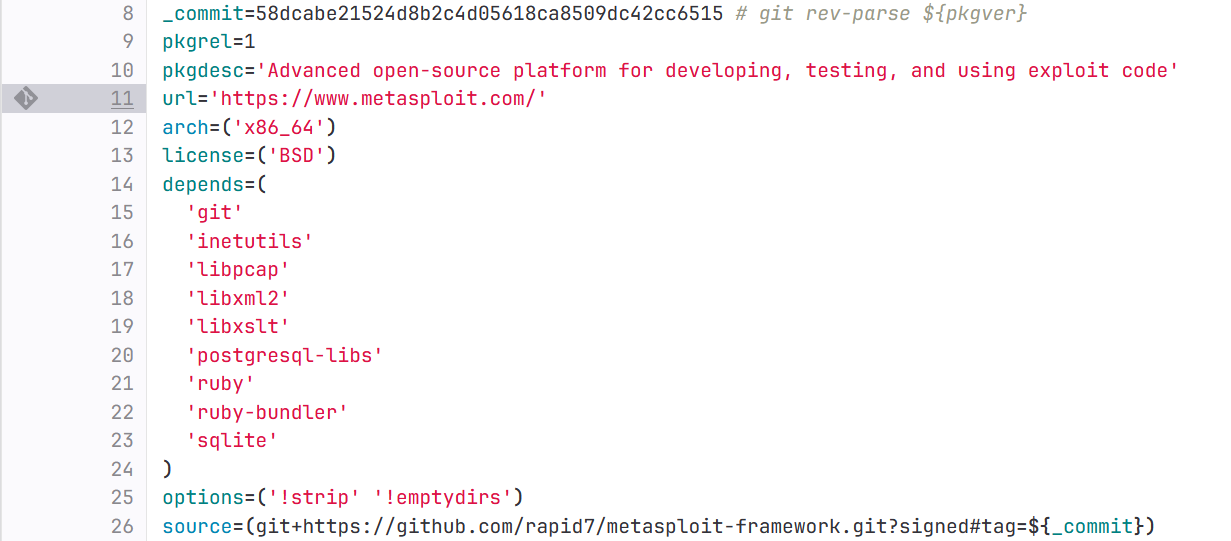 8 _commit=58dcabe21524d8b2c4d05618ca8509dc42cc6515 # git rev-parse ${pkgver}
9 pkgrel=1
10 pkgdesc='Advanced open-source platform for developing, testing, and using exploit code'
11 url='https://www.metasploit.com/'
12 arch=('x86_64')
13 license=('BSD')
14 depends=(
15   'git'
16   'inetutils'
17   'libpcap'
18   'libxml2'
19   'libxslt'
20   'postgresql-libs'
21   'ruby'
22   'ruby-bundler'
23   'sqlite'
24 )
25 options=('!strip' '!emptydirs')
26 source=(git+https://github.com/rapid7/metasploit-framework.git?signed#tag=${_commit})